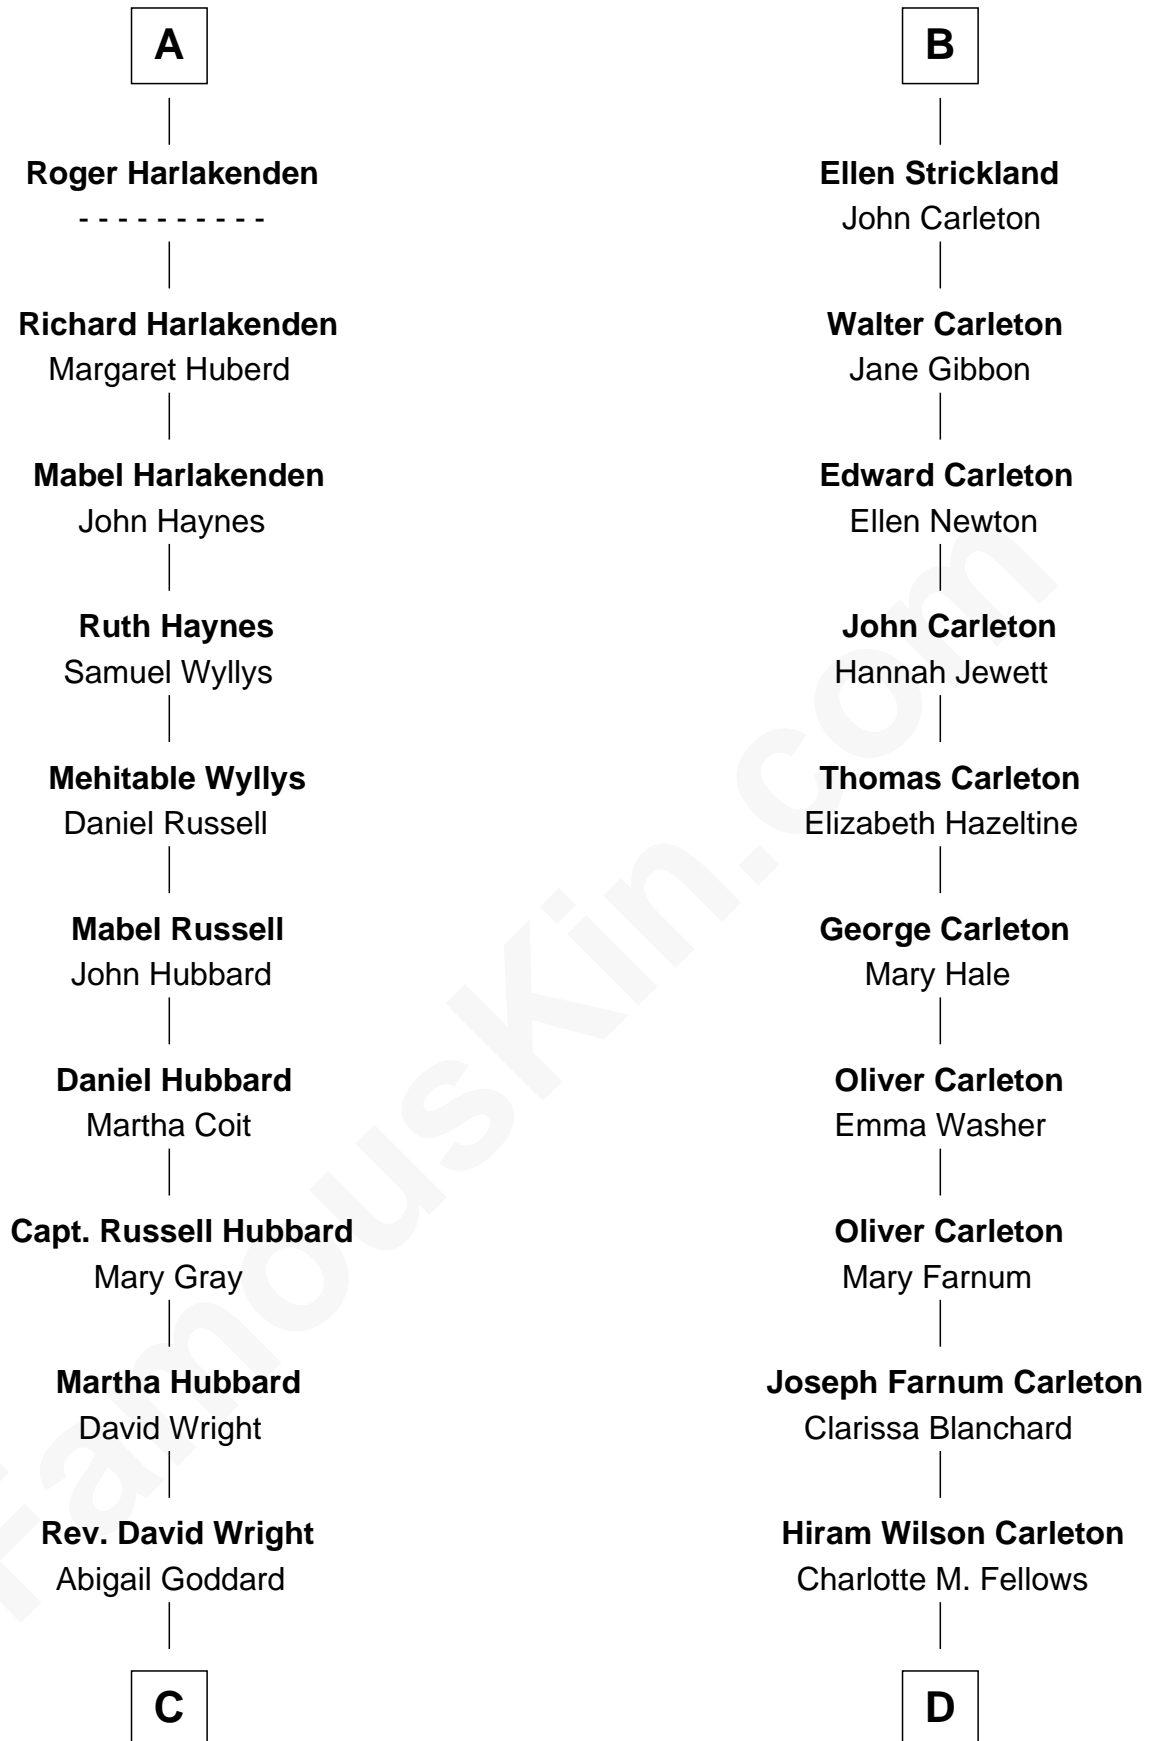 A
Roger Harlakenden
- - - - - - - - - -
Richard Harlakenden
Margaret Huberd
Mabel Harlakenden
John Haynes
Ruth Haynes
Samuel Wyllys
Mehitable Wyllys
Daniel Russell
Mabel Russell
John Hubbard
Daniel Hubbard
Martha Coit
Capt. Russell Hubbard
Mary Gray
Martha Hubbard
David Wright
Rev. David Wright
Abigail Goddard
C
B
Ellen Strickland
John Carleton
Walter Carleton
Jane Gibbon
Edward Carleton
Ellen Newton
John Carleton
Hannah Jewett
Thomas Carleton
Elizabeth Hazeltine
George Carleton
Mary Hale
Oliver Carleton
Emma Washer
Oliver Carleton
Mary Farnum
Joseph Farnum Carleton
Clarissa Blanchard
Hiram Wilson Carleton
Charlotte M. Fellows
D
FamousKin.com